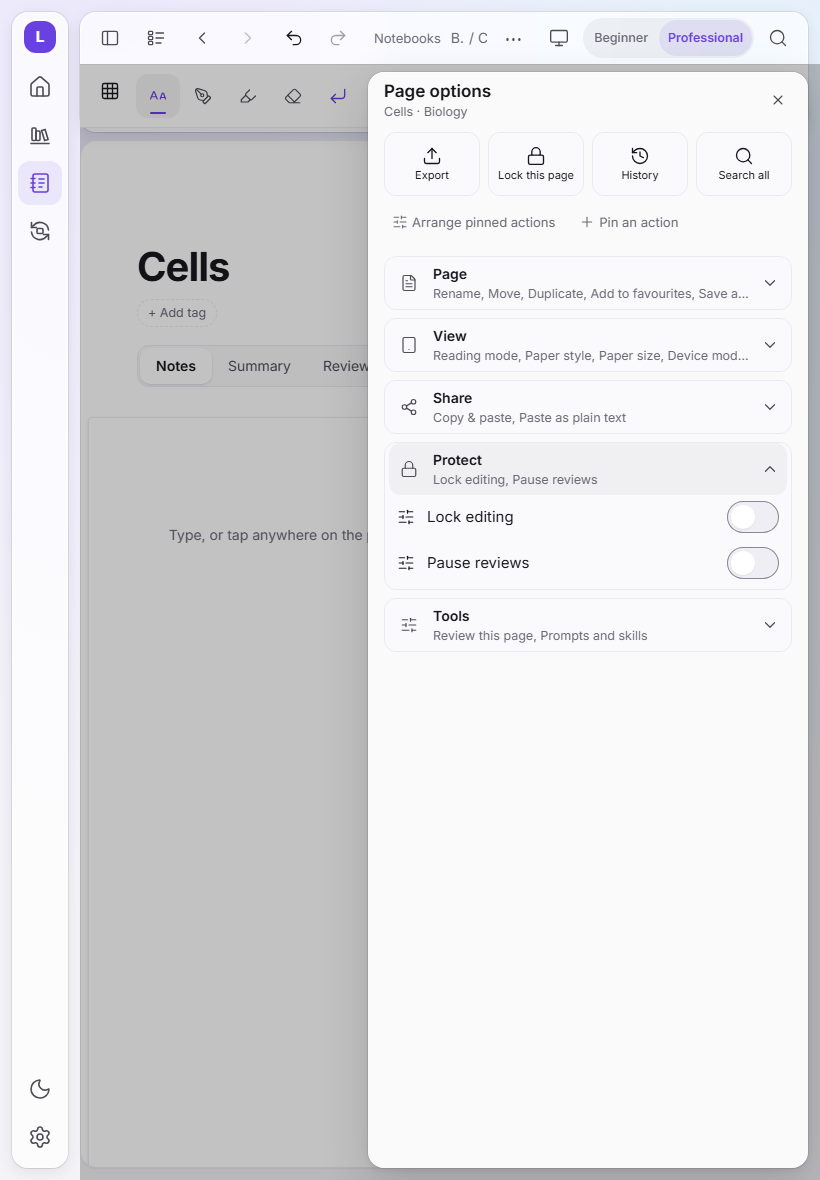 L
Notebooks B. / C ...
Beginner Professional
Page options
Cells · Biology
Export
Lock this page
History
Search all
Arrange pinned actions
Pin an action
Page
Rename, Move, Duplicate, Add to favourites, Save a...
View
Reading mode, Paper style, Paper size, Device mod...
Share
Copy & paste, Paste as plain text
Protect
Lock editing, Pause reviews
Lock editing
Pause reviews
Tools
Review this page, Prompts and skills
AA
Cells
+ Add tag
Notes Summary Review
Type, or tap anywhere on the